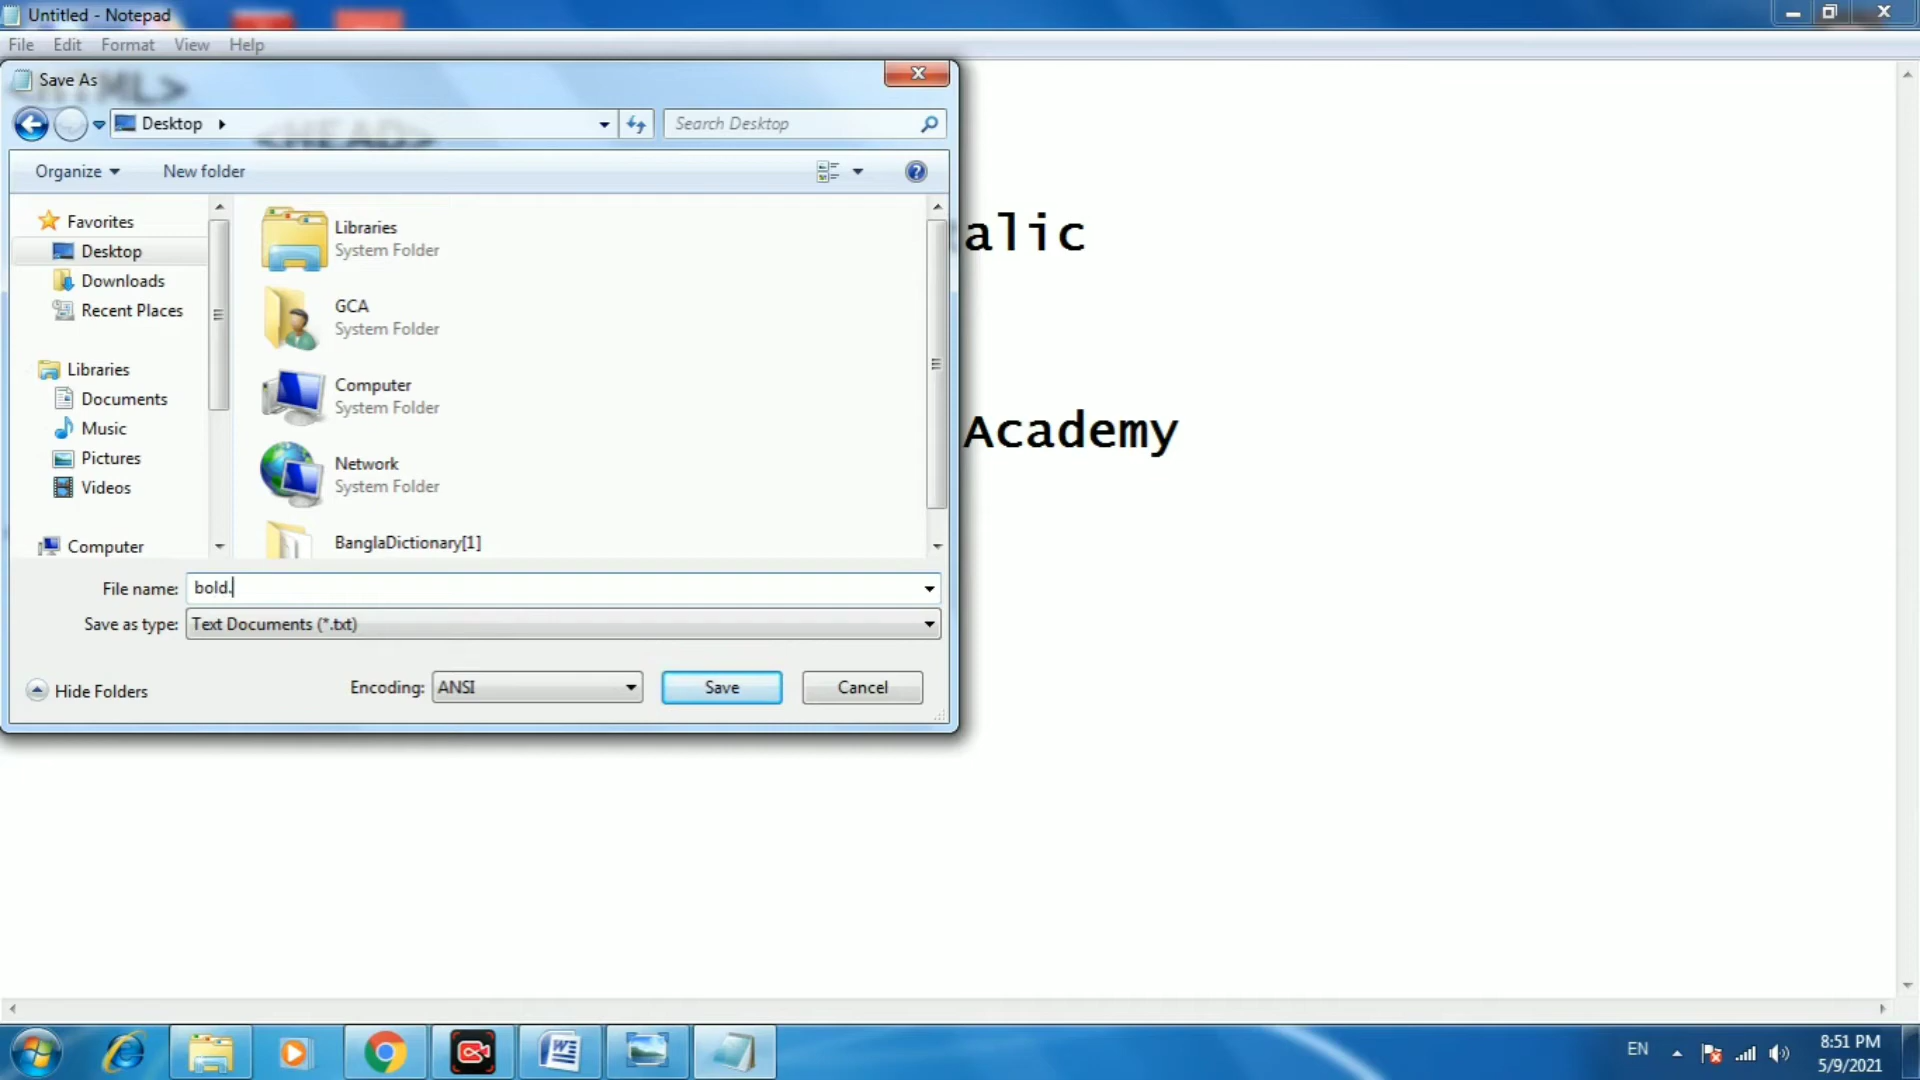 Untitled - Notepad
File Edit Format View Help
Save As
Desktop
Search Desktop
<HEAD>
Organize New folder
Favorites
Desktop
Downloads
Recent Places
Libraries
Documents
Music
Pictures
Videos
Computer
Libraries
System Folder
GCA
System Folder
Computer
System Folder
Network
System Folder
BanglaDictionary[1]
alic
Academy
File name: bold.
Save as type: Text Documents (*.txt)
Hide Folders Encoding: ANSI Save Cancel
EN
8:51 PM
5/9/2021